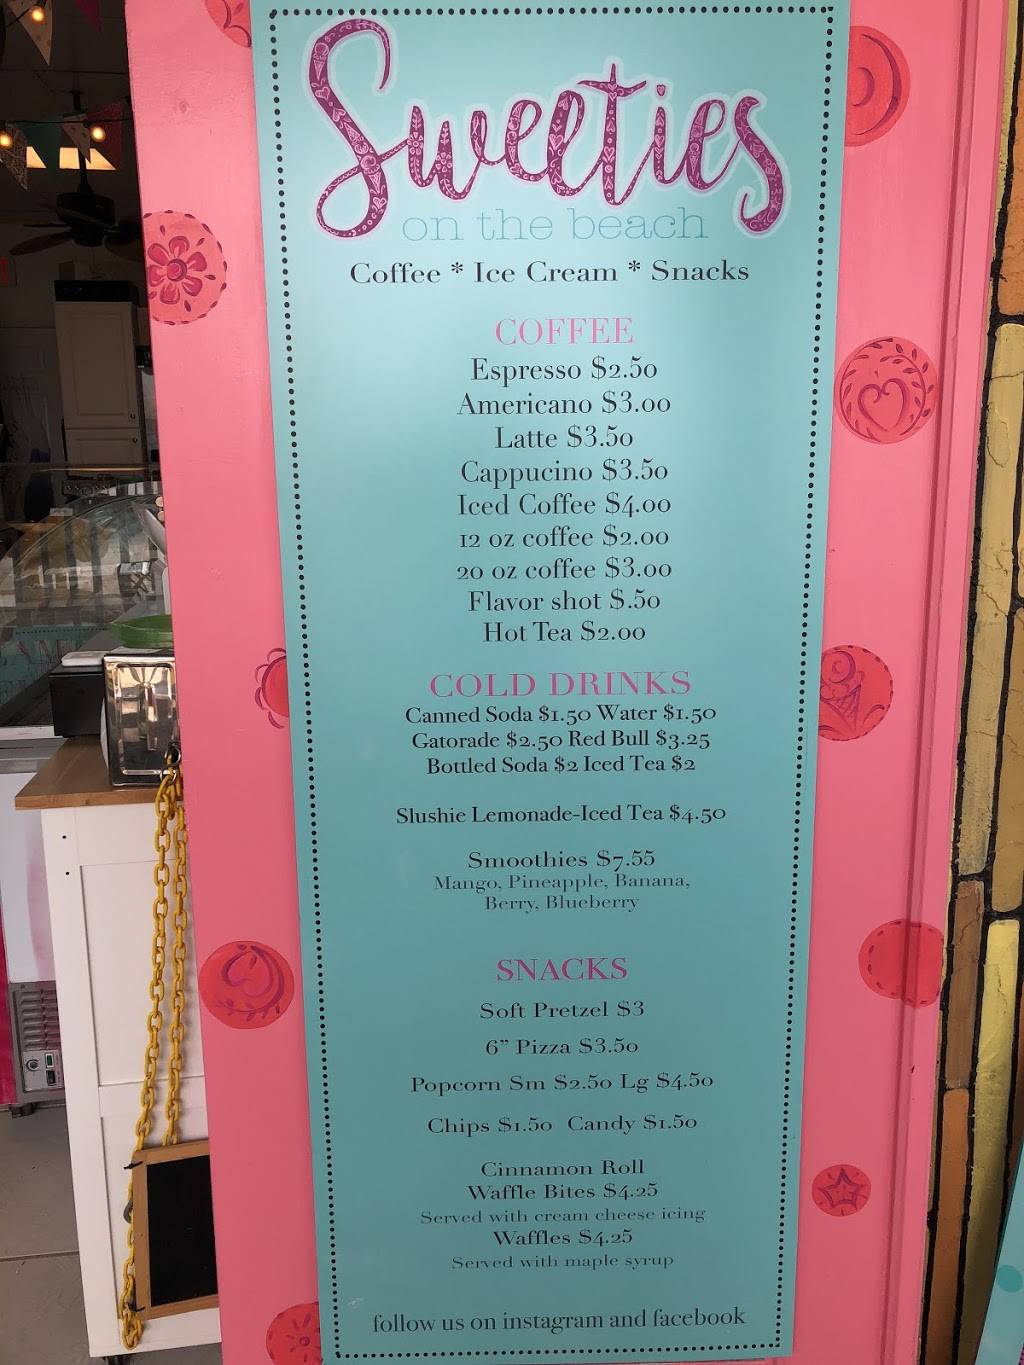 Sweeties
on the beach
Coffee * Ice Cream * Snacks
COFFEE
Espresso $2.50
Americano $3.00
Latte $3.50
Cappucino $3.50
Iced Coffee $4.00
12 oz coffee $2.00
20 oz coffee $3.00
Flavor shot $.50
Hot Tea $2.00
COLD DRINKS
Canned Soda $1.50 Water $1.50
Gatorade $2.50 Red Bull $3.25
Bottled Soda $2 Iced Tea $2
Slushie Lemonade-Iced Tea $4.50
Smoothies $7.55
Mango, Pineapple, Banana,
Berry, Blueberry
SNACKS
Soft Pretzel $3
6” Pizza $3.50
Popcorn Sm $2.50 Lg $4.50
Chips $1.50 Candy $1.50
Cinnamon Roll
Waffle Bites $4.25
Served with cream cheese icing
Waffles $4.25
Served with maple syrup
follow us on instagram and facebook